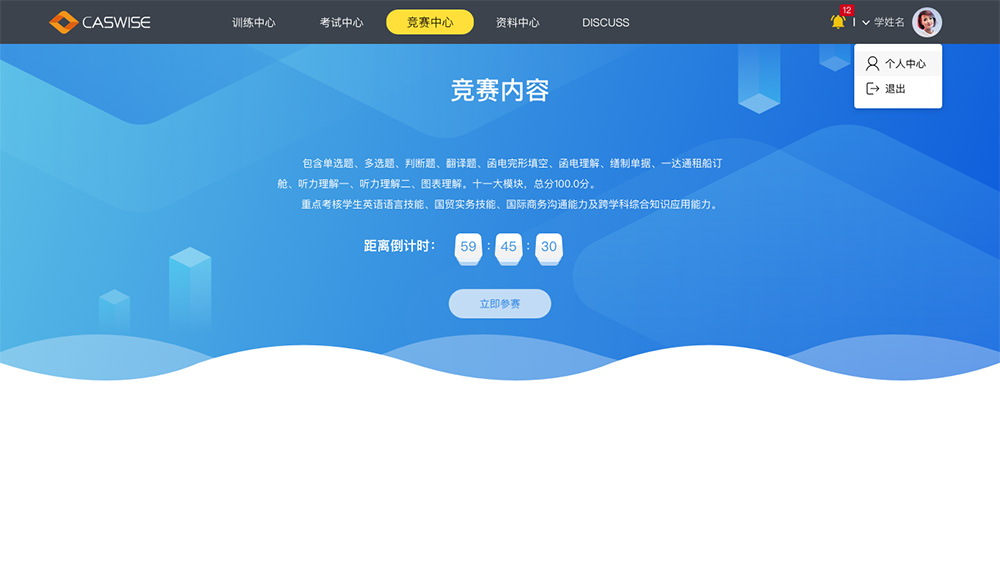 CASWISE
训练中心
考试中心
竞赛中心
资料中心
DISCUSS
12
学姓名
个人中心
退出
竞赛内容
包含单选题、多选题、判断题、翻译题、函电完形填空、函电理解、缮制单据、一达通租船订
舱、听力理解一、听力理解二、图表理解。十一大模块，总分100.0分。
重点考核学生英语语言技能、国贸实务技能、国际商务沟通能力及跨学科综合知识应用能力。
距离倒计时： 59 : 45 : 30
立即参赛